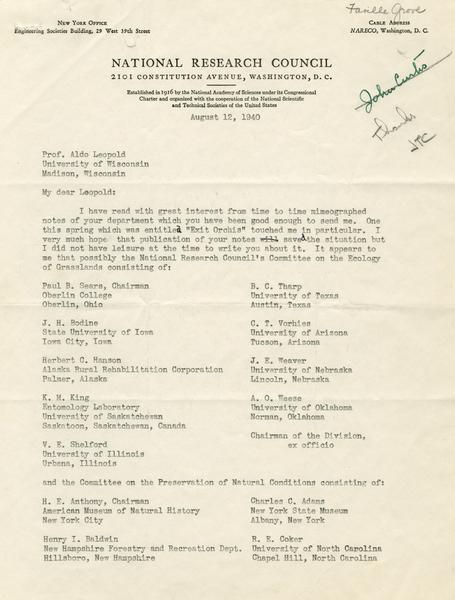 Faville Grove
NEW YORK OFFICE
Engineering Societies Building, 29 West 39th Street
CABLE ADDRESS
NARECO, Washington, D. C.
NATIONAL RESEARCH COUNCIL
2101 CONSTITUTION AVENUE, WASHINGTON, D. C.
Established in 1916 by the National Academy of Sciences under its Congressional
Charter and organized with the cooperation of the National Scientific
and Technical Societies of the United States
John Curtis
Thanks
JTC
August 12, 1940
Prof. Aldo Leopold
University of Wisconsin
Madison, Wisconsin
My dear Leopold:
I have read with great interest from time to time mimeographed
notes of your department which you have been good enough to send me. One
this spring which was entitled "Exit Orchis" touched me in particular. I
very much hope that publication of your notes will saved the situation but
I did not have leisure at the time to write you about it. It appears to
me that possibly the National Research Council's Committee on the Ecology
of Grasslands consisting of:
Paul B. Sears, Chairman
Oberlin College
Oberlin, Ohio
B. C. Tharp
University of Texas
Austin, Texas
J. H. Bodine
State University of Iowa
Iowa City, Iowa
C. T. Vorhies
University of Arizona
Tucson, Arizona
Herbert C. Hanson
Alaska Rural Rehabilitation Corporation
Palmer, Alaska
J. E. Weaver
University of Nebraska
Lincoln, Nebraska
K. M. King
Entomology Laboratory
University of Saskatchewan
Saskatoon, Saskatchewan, Canada
A. O. Weese
University of Oklahoma
Norman, Oklahoma
V. E. Shelford
University of Illinois
Urbana, Illinois
Chairman of the Division,
ex officio
and the Committee on the Preservation of Natural Conditions consisting of:
H. E. Anthony, Chairman
American Museum of Natural History
New York City
Charles C. Adams
New York State Museum
Albany, New York
Henry I. Baldwin
New Hampshire Forestry and Recreation Dept.
Hillsboro, New Hampshire
R. E. Coker
University of North Carolina
Chapel Hill, North Carolina